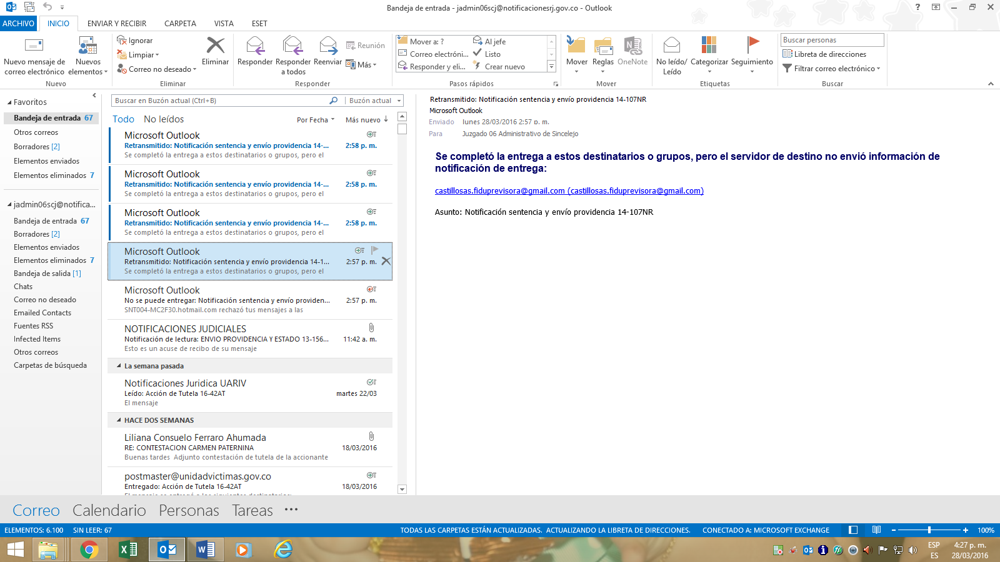 Bandeja de entrada - jadmin06scj@notificacionesrj.gov.co - Outlook
ARCHIVO INICIO ENVIAR Y RECIBIR CARPETA VISTA ESET
Nuevo mensaje de correo electrónico
Nuevos elementos
Nuevo
Ignorar
Limpiar
Correo no deseado
Eliminar
Eliminar
Responder
Responder a todos
Reenviar
Reunión
Más
Responder
Mover a: ?
Correo electróni...
Responder y eli...
Al jefe
Listo
Crear nuevo
Pasos rápidos
Mover
Reglas
OneNote
Mover
No leído/ Leído
Categorizar
Seguimiento
Etiquetas
Buscar personas
Libreta de direcciones
Filtrar correo electrónico
Buscar
Favoritos
Bandeja de entrada 67
Otros correos
Borradores [2]
Elementos enviados
Elementos eliminados 7
jadmin06scj@notifica...
Bandeja de entrada 67
Borradores [2]
Elementos enviados
Elementos eliminados 7
Bandeja de salida [1]
Chats
Correo no deseado
Emailed Contacts
Fuentes RSS
Infected Items
Otros correos
Carpetas de búsqueda
Buscar en Buzón actual (Ctrl+B) Buzón actual
Todo No leídos Por Fecha Más nuevo
Microsoft Outlook
Retransmitido: Notificación sentencia y envío providencia 14-... 2:58 p. m.
Se completó la entrega a estos destinatarios o grupos, pero el
Microsoft Outlook
Retransmitido: Notificación sentencia y envío providencia 14-... 2:58 p. m.
Se completó la entrega a estos destinatarios o grupos, pero el
Microsoft Outlook
Retransmitido: Notificación sentencia y envío providencia 14-... 2:58 p. m.
Se completó la entrega a estos destinatarios o grupos, pero el
Microsoft Outlook
Retransmitido: Notificación sentencia y envío providencia 14-1... 2:57 p. m.
Se completó la entrega a estos destinatarios o grupos, pero el
Microsoft Outlook
No se puede entregar: Notificación sentencia y envío providen... 2:57 p. m.
SNT004-MC2F30.hotmail.com rechazó tus mensajes a las
NOTIFICACIONES JUDICIALES
Notificación de lectura: ENVIO PROVIDENCIA Y ESTADO 13-156... 11:42 a. m.
Esto es un acuse de recibo de su mensaje
La semana pasada
Notificaciones Juridica UARIV
Leído: Acción de Tutela 16-42AT martes 22/03
El mensaje
HACE DOS SEMANAS
Liliana Consuelo Ferraro Ahumada
RE: CONTESTACION CARMEN PATERNINA 18/03/2016
Buenas tardes Adjunto contestación de tutela de la accionante
postmaster@unidadvictimas.gov.co
Entregado: Acción de Tutela 16-42AT 18/03/2016
Retransmitido: Notificación sentencia y envío providencia 14-107NR
Microsoft Outlook
Enviado lunes 28/03/2016 2:57 p. m.
Para Juzgado 06 Administrativo de Sincelejo
Se completó la entrega a estos destinatarios o grupos, pero el servidor de destino no envió información de
notificación de entrega:
castillosas.fiduprevisora@gmail.com (castillosas.fiduprevisora@gmail.com)
Asunto: Notificación sentencia y envío providencia 14-107NR
Correo Calendario Personas Tareas
ELEMENTOS: 6.100 SIN LEER: 67 TODAS LAS CARPETAS ESTÁN ACTUALIZADAS. ACTUALIZANDO LA LIBRETA DE DIRECCIONES. CONECTADO A: MICROSOFT EXCHANGE 100%
ESP
ES
4:27 p. m.
28/03/2016